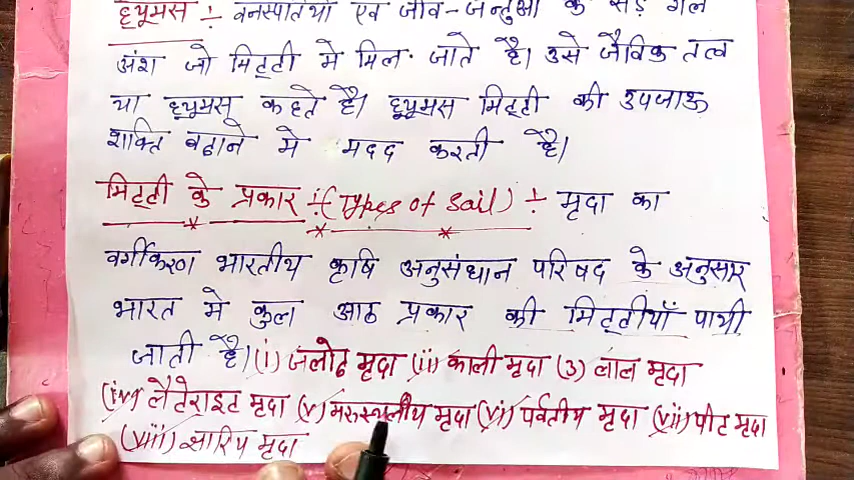 ह्यूमस ÷ वनस्पतियों एवं जीव-जन्तुओं के सड़े गले
अंश जो मिट्टी मे मिल जाते है। उसे जैविक तत्व
या ह्यूमस् कहते है। ह्यूमस मिट्टी की उपजाऊ
शक्ति बढाने मे मदद करती है।
मिट्टी के प्रकार ÷ (Types of Sail) ÷ मृदा का
वर्गीकरण भारतीय कृषि अनुसंधान परिषद के अनुसार
भारत मे कुल आठ प्रकार की मिट्टीयाँ पायी
जाती है। (i) जलोढ मृदा (ii) काली मृदा (3) लाल मृदा
(iv) लैटेराइट मृदा (v) मरुस्थलीय मृदा (vi) पर्वतीय मृदा (vii) पीट मृदा
(viii) क्षारिय मृदा